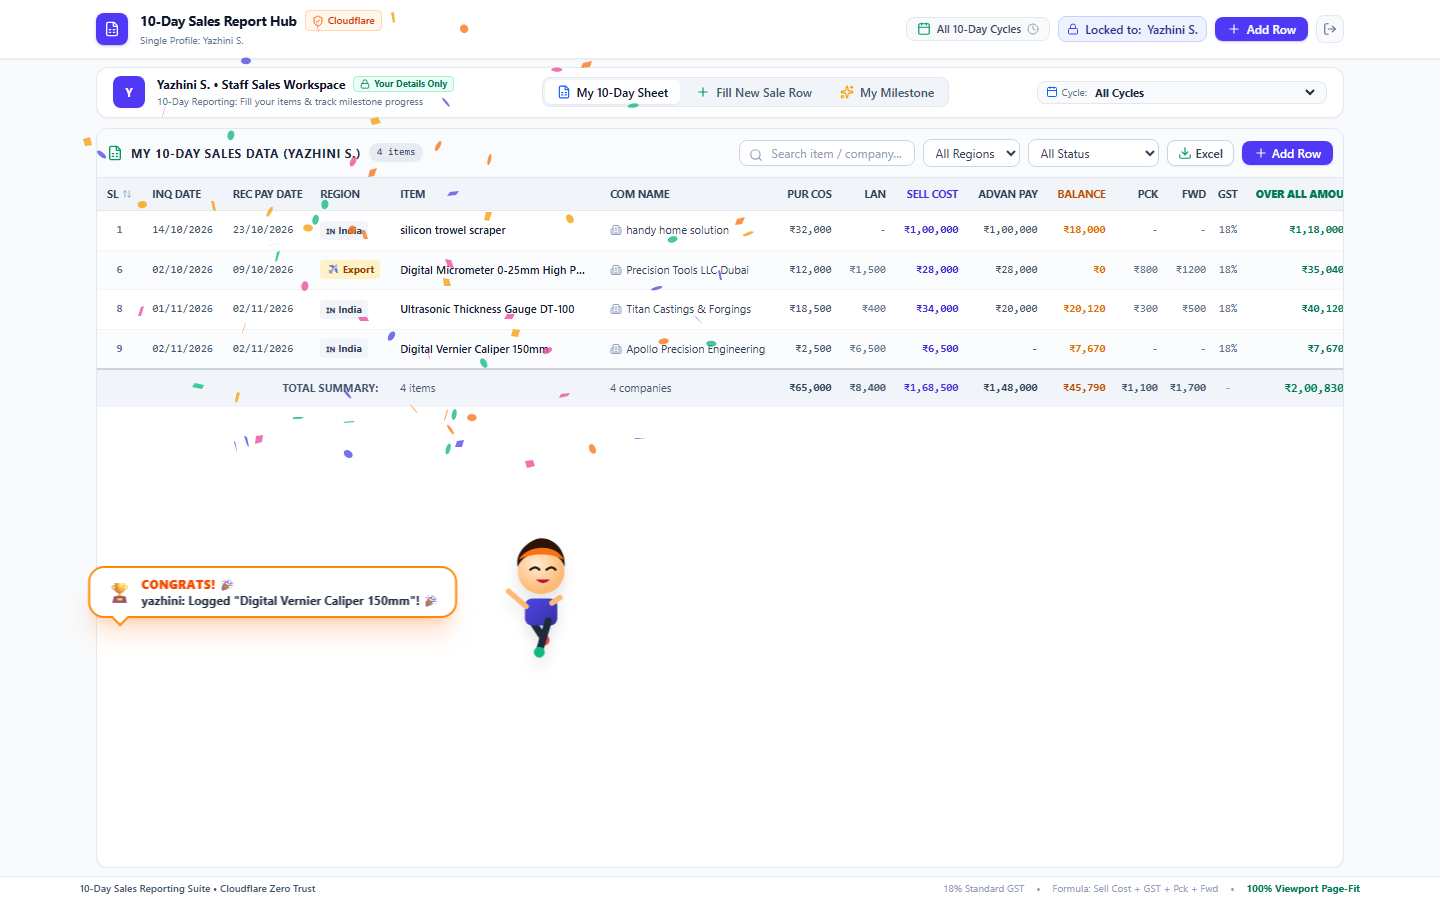 10-Day Sales Report Hub Cloudflare
Single Profile: Yazhini S.
All 10-Day Cycles Locked to: Yazhini S. Add Row
Y
Yazhini S. • Staff Sales Workspace Your Details Only
10-Day Reporting: Fill your items & track milestone progress
My 10-Day Sheet Fill New Sale Row My Milestone
Cycle: All Cycles
MY 10-DAY SALES DATA (YAZHINI S.) 4 items
Search item / company... All Regions All Status Excel Add Row
SL INQ DATE REC PAY DATE REGION ITEM COM NAME PUR COS LAN SELL COST ADVAN PAY BALANCE PCK FWD GST OVER ALL AMOU
1 14/10/2026 23/10/2026 IN India silicon trowel scraper handy home solution ₹32,000 - ₹1,00,000 ₹1,00,000 ₹18,000 - - 18% ₹1,18,000
6 02/10/2026 09/10/2026 Export Digital Micrometer 0-25mm High P... Precision Tools LLC Dubai ₹12,000 ₹1,500 ₹28,000 ₹28,000 ₹0 ₹800 ₹1200 18% ₹35,040
8 01/11/2026 02/11/2026 IN India Ultrasonic Thickness Gauge DT-100 Titan Castings & Forgings ₹18,500 ₹400 ₹34,000 ₹20,000 ₹20,120 ₹300 ₹500 18% ₹40,120
9 02/11/2026 02/11/2026 IN India Digital Vernier Caliper 150mm Apollo Precision Engineering ₹2,500 ₹6,500 ₹6,500 - ₹7,670 - - 18% ₹7,670
TOTAL SUMMARY: 4 items 4 companies ₹65,000 ₹8,400 ₹1,68,500 ₹1,48,000 ₹45,790 ₹1,100 ₹1,700 - ₹2,00,830
CONGRATS! 🎉
yazhini: Logged "Digital Vernier Caliper 150mm"! 🎉
10-Day Sales Reporting Suite • Cloudflare Zero Trust
18% Standard GST • Formula: Sell Cost + GST + Pck + Fwd • 100% Viewport Page-Fit